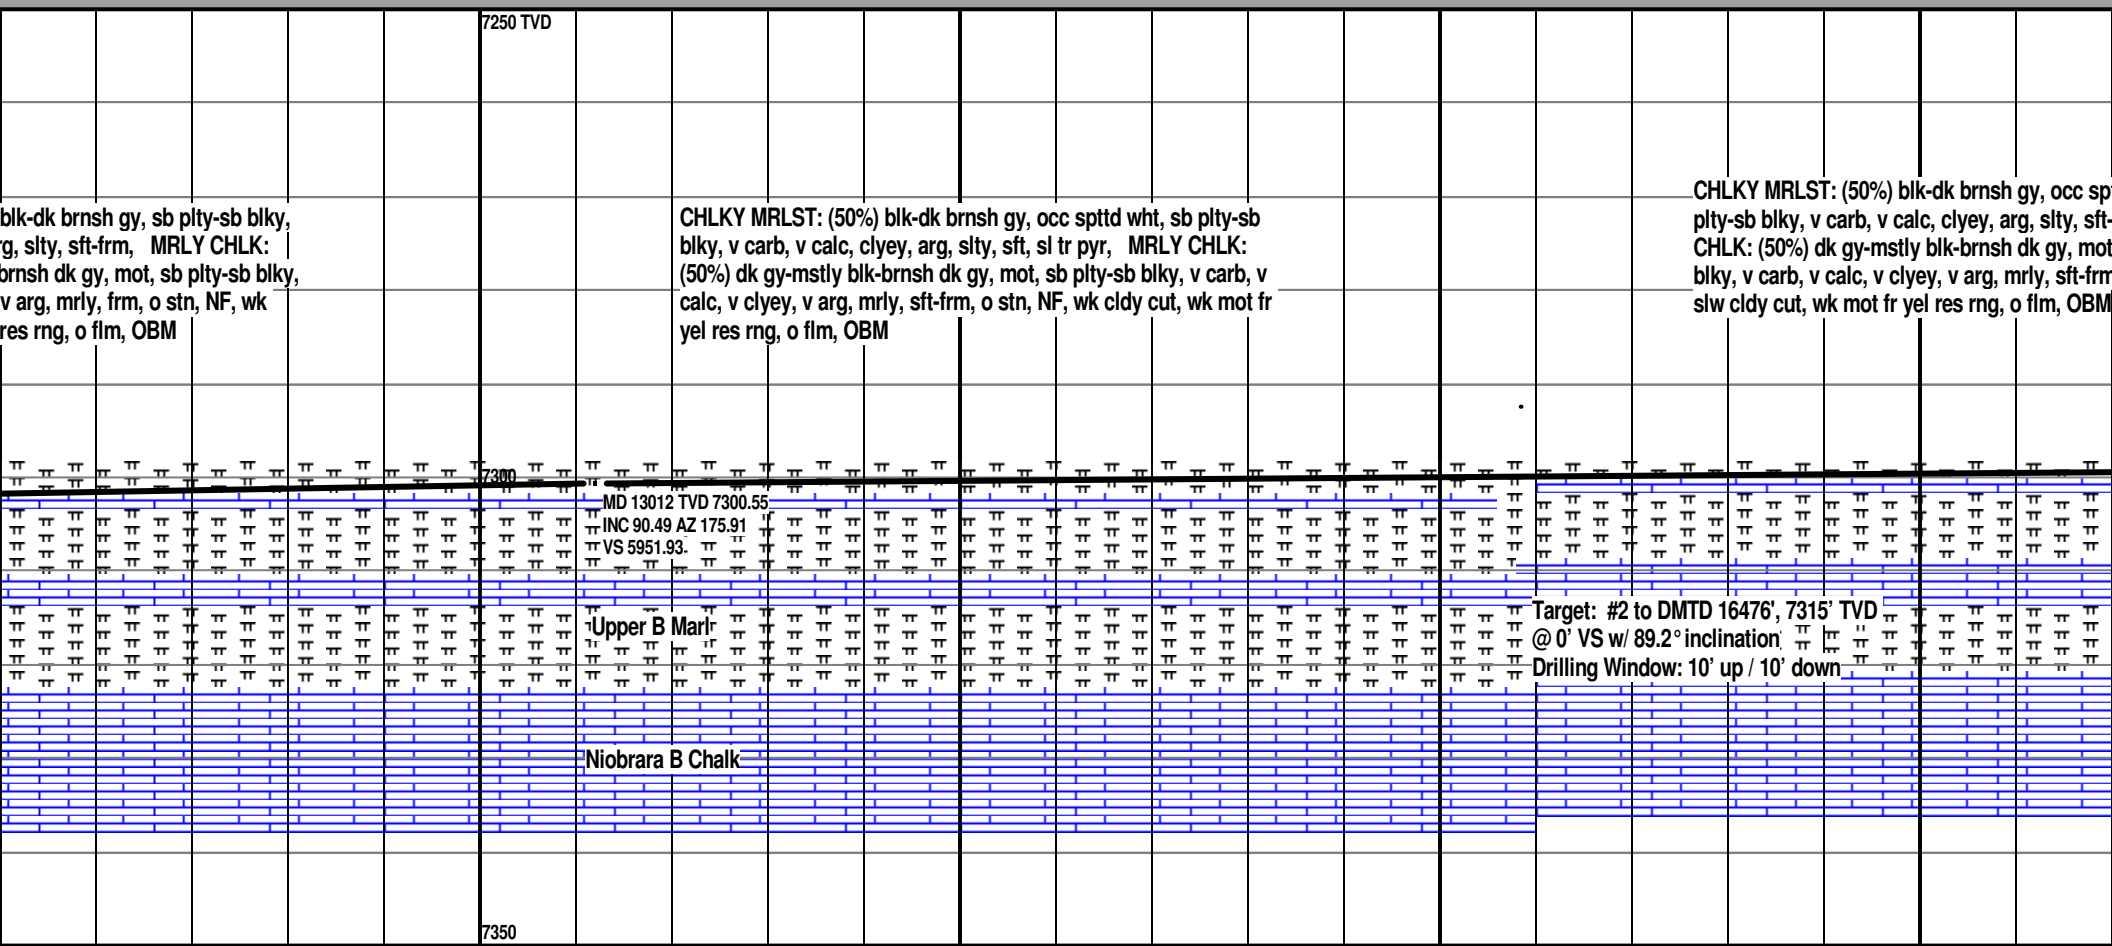 7250 TVD
blk-dk brnsh gy, sb plty-sb blky,
rg, slty, sft-frm, MRLY CHLK:
brnsh dk gy, mot, sb plty-sb blky,
v arg, mrly, frm, o stn, NF, wk
res rng, o flm, OBM
CHLKY MRLST: (50%) blk-dk brnsh gy, occ spttd wht, sb plty-sb
blky, v carb, v calc, clyey, arg, slty, sft, sl tr pyr, MRLY CHLK:
(50%) dk gy-mstly blk-brnsh dk gy, mot, sb plty-sb blky, v carb, v
calc, v clyey, v arg, mrly, sft-frm, o stn, NF, wk cldy cut, wk mot fr
yel res rng, o flm, OBM
CHLKY MRLST: (50%) blk-dk brnsh gy, occ sp
plty-sb blky, v carb, v calc, clyey, arg, slty, sft-
CHLK: (50%) dk gy-mstly blk-brnsh dk gy, mot
blky, v carb, v calc, v clyey, v arg, mrly, sft-frm
slw cldy cut, wk mot fr yel res rng, o flm, OBM
7300
MD 13012 TVD 7300.55
INC 90.49 AZ 175.91
VS 5951.93
Upper B Marl
Target: #2 to DMTD 16476', 7315' TVD
@ 0' VS w/ 89.2° inclination
Drilling Window: 10' up / 10' down
Niobrara B Chalk
7350